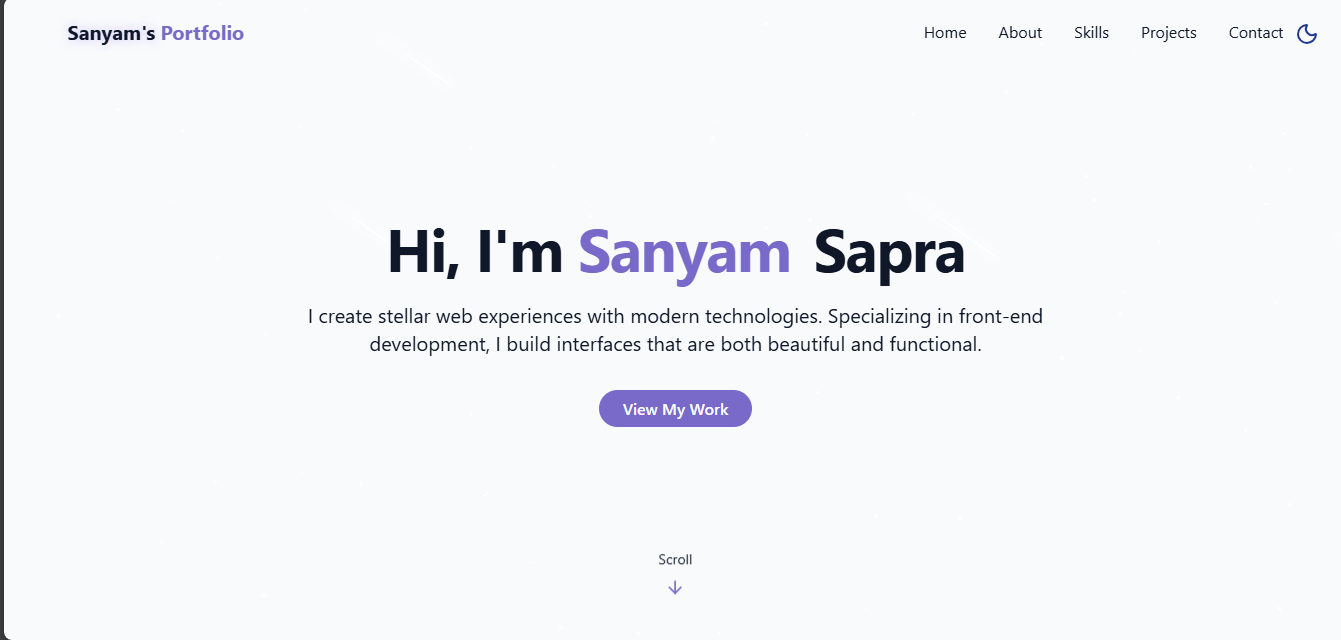 Sanyam's Portfolio
Home About Skills Projects Contact
Hi, I'm Sanyam Sapra
I create stellar web experiences with modern technologies. Specializing in front-end
development, I build interfaces that are both beautiful and functional.
View My Work
Scroll